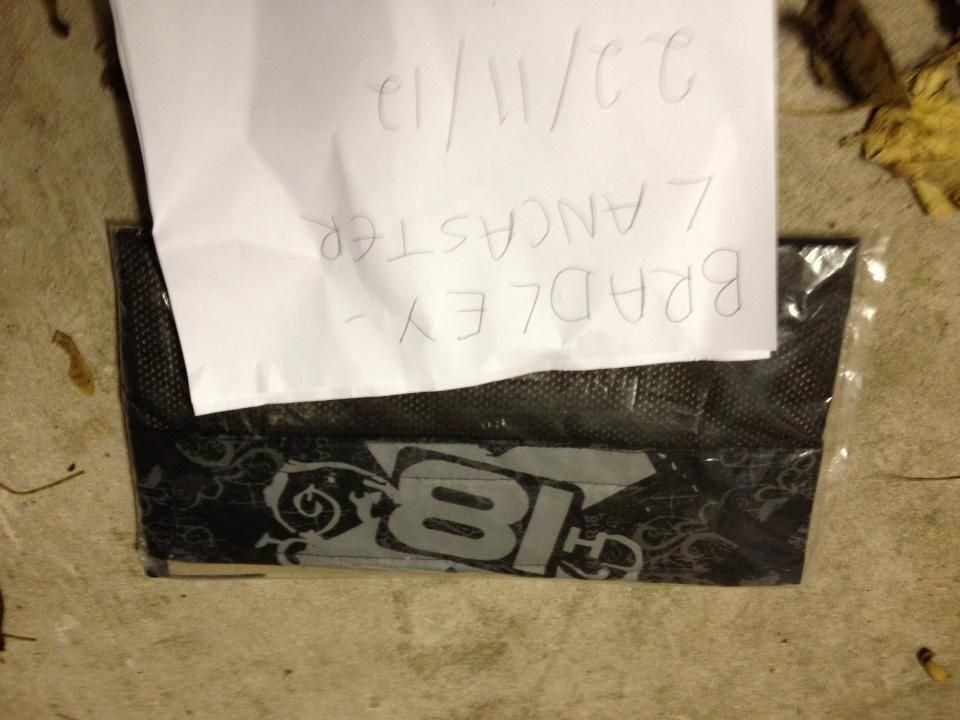 BRADLEY -
LANCASTER
22/11/12
18